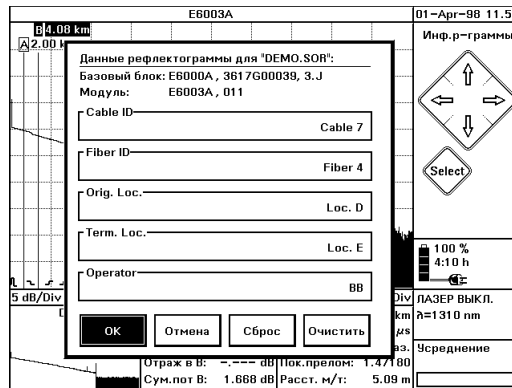 E6003A
01-Apr-98 11.5
B 4.08 km
A 2.00 k
Инф.р-граммы
Данные рефлектограммы для "DEMO.SOR":
Базовый блок: E6000A , 3617G00039, 3.J
Модуль: E6003A , 011
Cable ID
Cable 7
Fiber ID
Fiber 4
Orig. Loc.
Loc. D
Term. Loc.
Loc. E
Operator
BB
OK Отмена Сброс Очистить
Select
100 %
4:10 h
5 dB/Div
Div
ЛАЗЕР ВЫКЛ.
km
λ=1310 nm
µs
аз.
Усреднение
Отраж в B: -.--- dB
Пок.прелом: 1.47180
Сум.пот B: 1.668 dB
Расст. м/т: 5.09 m